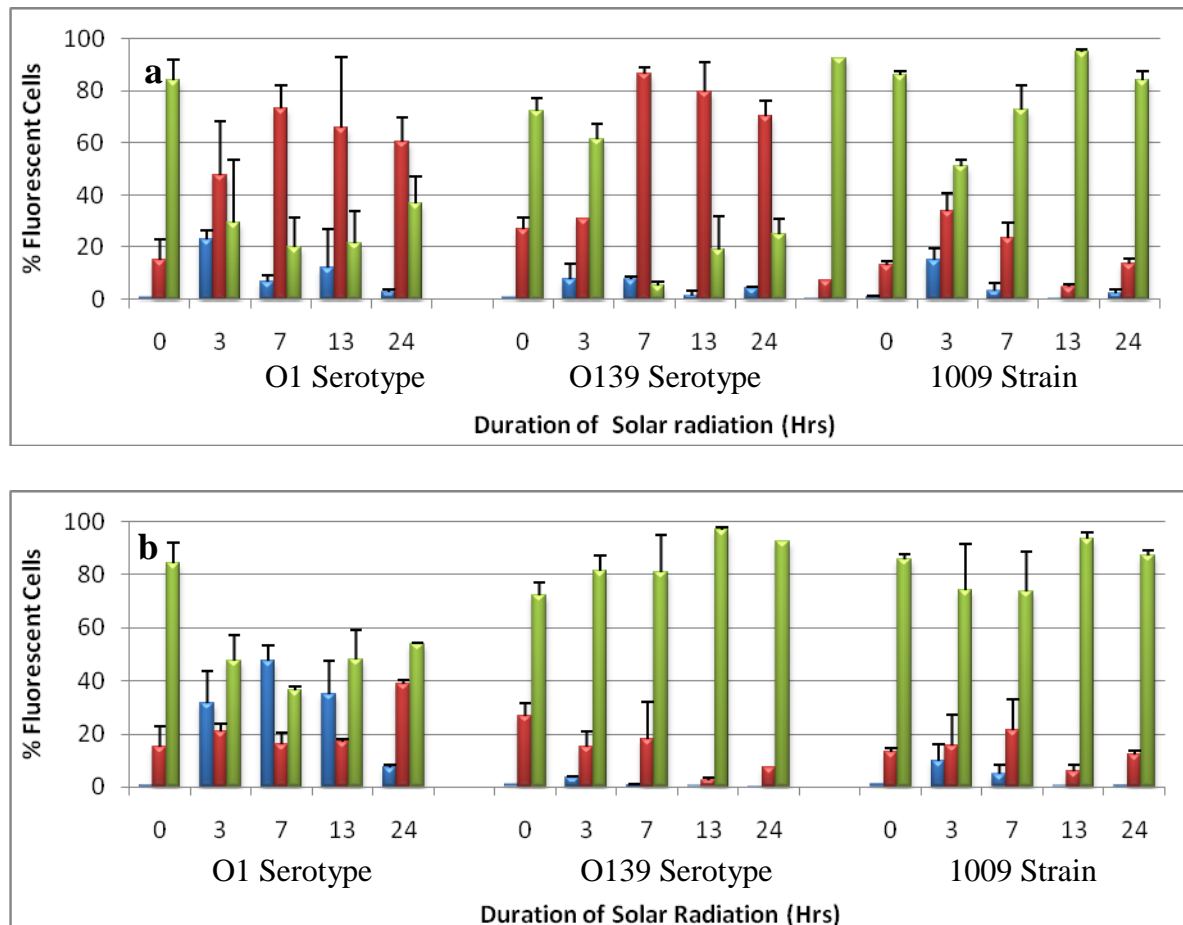 100
80
60
40
20
0
% Fluorescent Cells
a
0 3 7 13 24 0 3 7 13 24 0 3 7 13 24
O1 Serotype O139 Serotype 1009 Strain
Duration of Solar radiation (Hrs)
100
80
60
40
20
0
% Fluorescent Cells
b
0 3 7 13 24 0 3 7 13 24 0 3 7 13 24
O1 Serotype O139 Serotype 1009 Strain
Duration of Solar Radiation (Hrs)